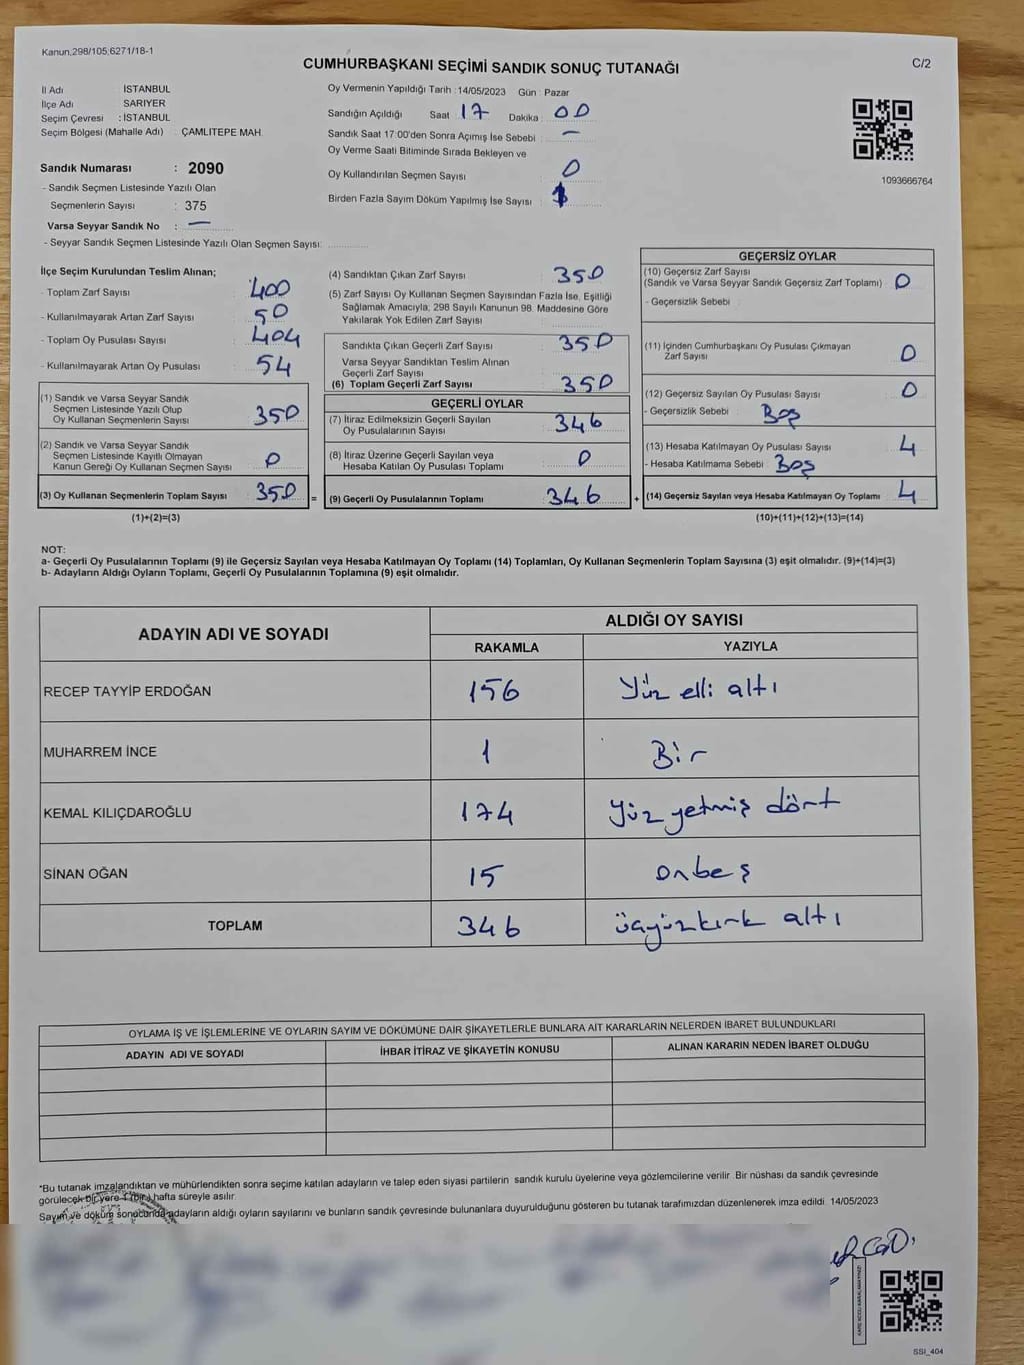 Kanun,298/105;6271/18-1
CUMHURBAŞKANI SEÇİMİ SANDIK SONUÇ TUTANAĞI
C/2
İl Adı : İSTANBUL
İlçe Adı : SARIYER
Seçim Çevresi : İSTANBUL
Seçim Bölgesi (Mahalle Adı) : ÇAMLITEPE MAH.
Sandık Numarası : 2090
- Sandık Seçmen Listesinde Yazılı Olan
Seçmenlerin Sayısı : 375
Varsa Seyyar Sandık No : —
- Seyyar Sandık Seçmen Listesinde Yazılı Olan Seçmen Sayısı:
Oy Vermenin Yapıldığı Tarih : 14/05/2023 Gün : Pazar
Sandığın Açıldığı Saat 17 Dakika : 00
Sandık Saat 17:00'den Sonra Açımış İse Sebebi : —
Oy Verme Saati Bitiminde Sırada Bekleyen ve
Oy Kullandırılan Seçmen Sayısı : 0
Birden Fazla Sayım Döküm Yapılmış İse Sayısı :
1093666764
İlçe Seçim Kurulundan Teslim Alınan;
- Toplam Zarf Sayısı : 400
- Kullanılmayarak Artan Zarf Sayısı : 50
- Toplam Oy Pusulası Sayısı : 404
- Kullanılmayarak Artan Oy Pusulası : 54
(1) Sandık ve Varsa Seyyar Sandık
Seçmen Listesinde Yazılı Olup
Oy Kullanan Seçmenlerin Sayısı : 350
(2) Sandık ve Varsa Seyyar Sandık
Seçmen Listesinde Kayıtlı Olmayan
Kanun Gereği Oy Kullanan Seçmen Sayısı : 0
(3) Oy Kullanan Seçmenlerin Toplam Sayısı : 350
(1)+(2)=(3)
(4) Sandıktan Çıkan Zarf Sayısı : 350
(5) Zarf Sayısı Oy Kullanan Seçmen Sayısından Fazla İse, Eşitliği
Sağlamak Amacıyla; 298 Sayılı Kanunun 98. Maddesine Göre
Yakılarak Yok Edilen Zarf Sayısı :
Sandıkta Çıkan Geçerli Zarf Sayısı : 350
Varsa Seyyar Sandıktan Teslim Alınan
Geçerli Zarf Sayısı :
(6) Toplam Geçerli Zarf Sayısı : 350
GEÇERLİ OYLAR
(7) İtiraz Edilmeksizin Geçerli Sayılan
Oy Pusulalarının Sayısı : 346
(8) İtiraz Üzerine Geçerli Sayılan veya
Hesaba Katılan Oy Pusulası Toplamı : 0
= (9) Geçerli Oy Pusulalarının Toplamı : 346 +
GEÇERSİZ OYLAR
(10) Geçersiz Zarf Sayısı
(Sandık ve Varsa Seyyar Sandık Geçersiz Zarf Toplamı) : 0
- Geçersizlik Sebebi :
(11) İçinden Cumhurbaşkanı Oy Pusulası Çıkmayan
Zarf Sayısı : 0
(12) Geçersiz Sayılan Oy Pusulası Sayısı : 0
- Geçersizlik Sebebi : Boş
(13) Hesaba Katılmayan Oy Pusulası Sayısı : 4
- Hesaba Katılmama Sebebi : Boş
(14) Geçersiz Sayılan veya Hesaba Katılmayan Oy Toplamı : 4
(10)+(11)+(12)+(13)=(14)
NOT:
a- Geçerli Oy Pusulalarının Toplamı (9) ile Geçersiz Sayılan veya Hesaba Katılmayan Oy Toplamı (14) Toplamları, Oy Kullanan Seçmenlerin Toplam Sayısına (3) eşit olmalıdır. (9)+(14)=(3)
b- Adayların Aldığı Oyların Toplamı, Geçerli Oy Pusulalarının Toplamına (9) eşit olmalıdır.
ADAYIN ADI VE SOYADI
ALDIĞI OY SAYISI
RAKAMLA YAZIYLA
RECEP TAYYİP ERDOĞAN 156 Yüz elli altı
MUHARREM İNCE 1 Bir
KEMAL KILIÇDAROĞLU 174 Yüz yetmiş dört
SİNAN OĞAN 15 onbeş
TOPLAM 346 üçyüzkırk altı
OYLAMA İŞ VE İŞLEMLERİNE VE OYLARIN SAYIM VE DÖKÜMÜNE DAİR ŞİKAYETLERLE BUNLARA AİT KARARLARIN NELERDEN İBARET BULUNDUKLARI
ADAYIN ADI VE SOYADI İHBAR İTİRAZ VE ŞİKAYETİN KONUSU ALINAN KARARIN NEDEN İBARET OLDUĞU
*Bu tutanak imzalandıktan ve mühürlendikten sonra seçime katılan adayların ve talep eden siyasi partilerin sandık kurulu üyelerine veya gözlemcilerine verilir. Bir nüshası da sandık çevresinde
görülecek bir yere 1 (bir) hafta süreyle asılır.
Sayım ve döküm sonucunda adayların aldığı oyların sayılarını ve bunların sandık çevresinde bulunanlara duyurulduğunu gösteren bu tutanak tarafımızdan düzenlenerek imza edildi. 14/05/2023
SSI_404